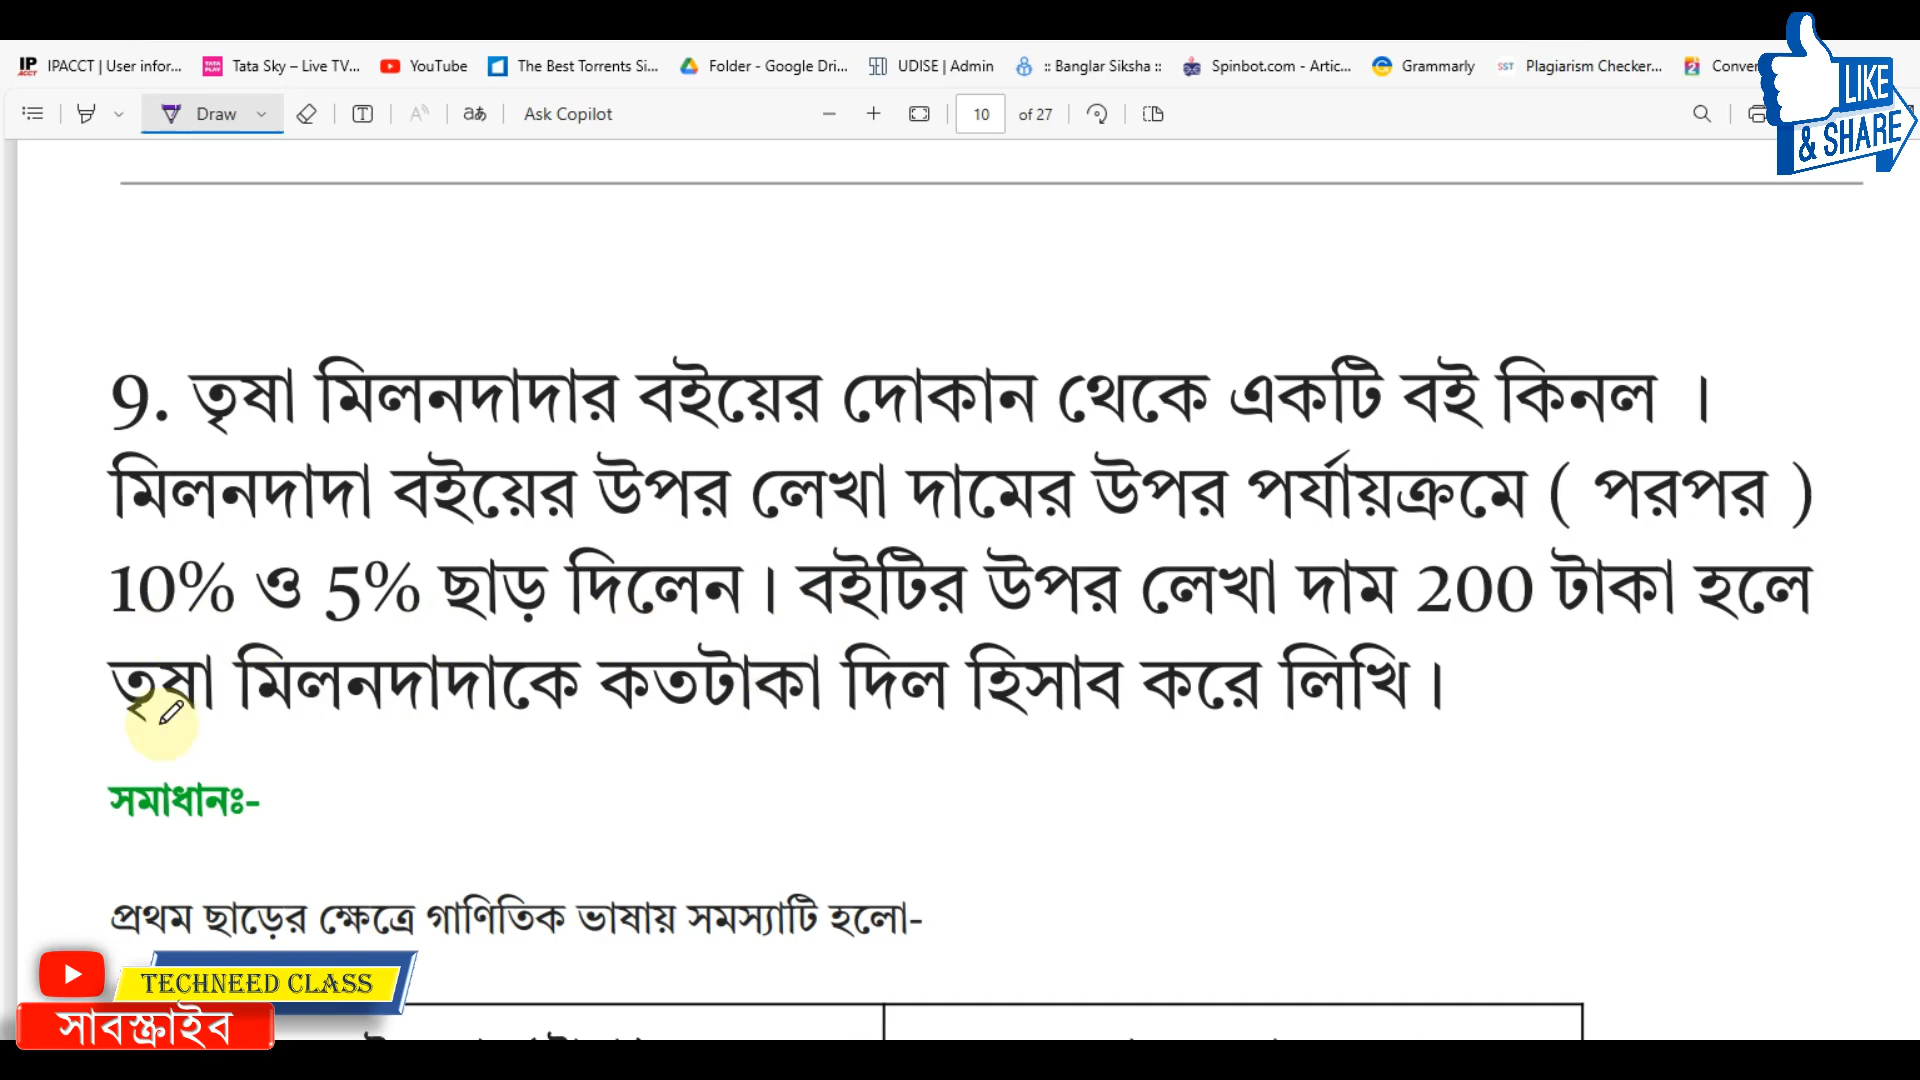 IPACCT | User infor...
Tata Sky – Live TV...
YouTube
The Best Torrents Si...
Folder - Google Dri...
UDISE | Admin
:: Banglar Siksha ::
Spinbot.com - Artic...
Grammarly
Plagiarism Checker...
LIKE
& SHARE
Draw
Ask Copilot
10 of 27
9. তৃষা মিলনদাদার বইয়ের দোকান থেকে একটি বই কিনল ।
মিলনদাদা বইয়ের উপর লেখা দামের উপর পর্যায়ক্রমে ( পরপর )
10% ও 5% ছাড় দিলেন। বইটির উপর লেখা দাম 200 টাকা হলে
তৃষা মিলনদাদাকে কতটাকা দিল হিসাব করে লিখি।
সমাধানঃ-
প্রথম ছাড়ের ক্ষেত্রে গাণিতিক ভাষায় সমস্যাটি হলো-
TECHNEED CLASS
সাবস্ক্রাইব